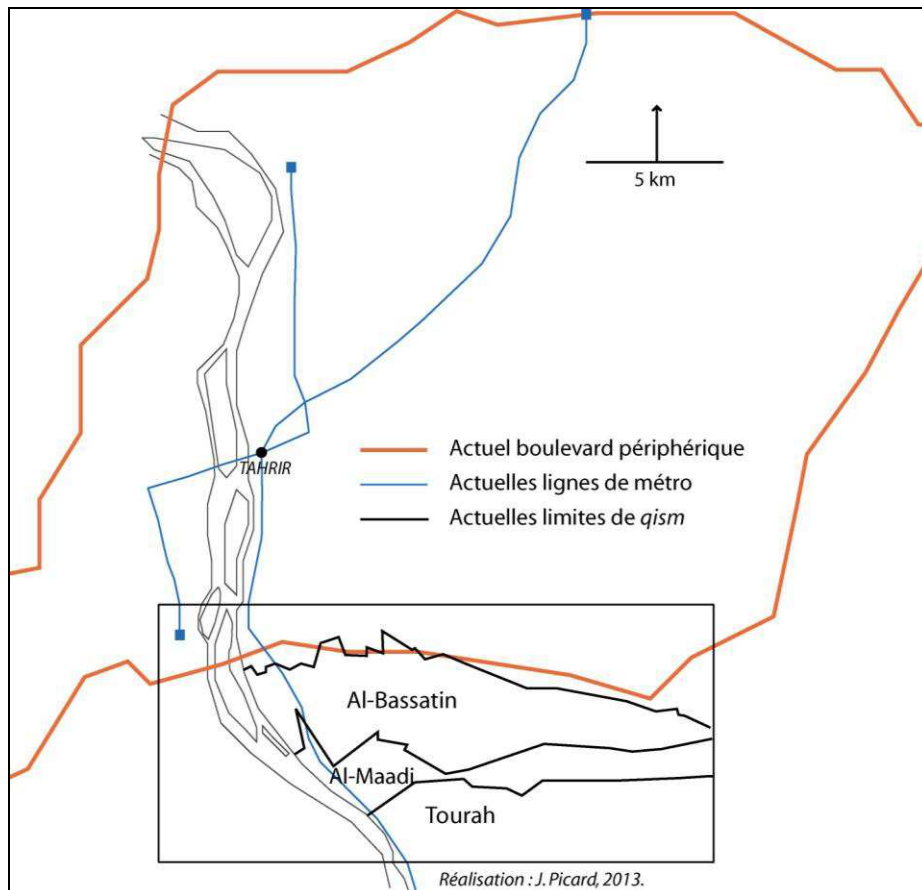 5 km
TAHRIR
Actuel boulevard périphérique
Actuelles lignes de métro
Actuelles limites de qism
Al-Bassatin
Al-Maadi
Tourah
Réalisation : J. Picard, 2013.